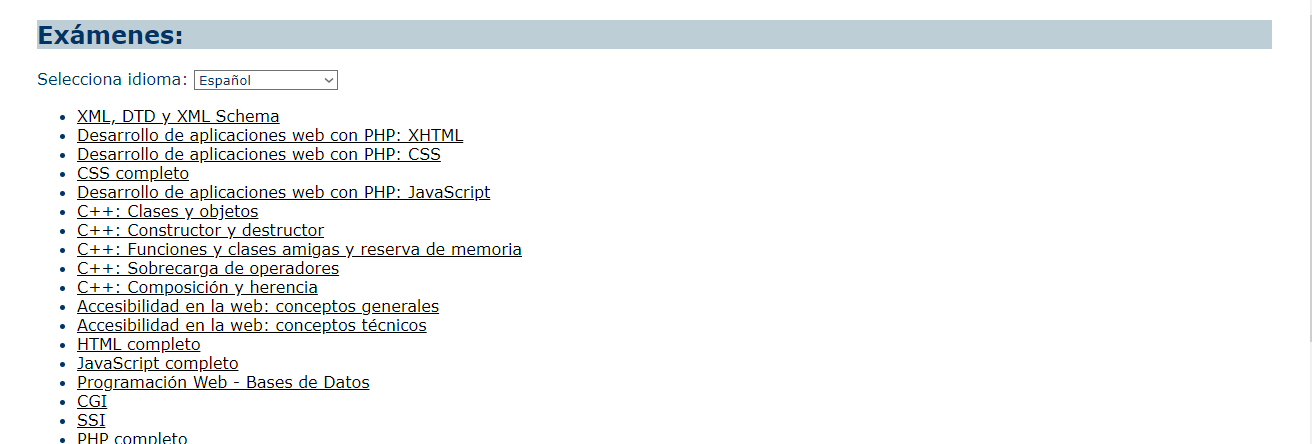 Exámenes:
Selecciona idioma: Español
XML, DTD y XML Schema
Desarrollo de aplicaciones web con PHP: XHTML
Desarrollo de aplicaciones web con PHP: CSS
CSS completo
Desarrollo de aplicaciones web con PHP: JavaScript
C++: Clases y objetos
C++: Constructor y destructor
C++: Funciones y clases amigas y reserva de memoria
C++: Sobrecarga de operadores
C++: Composición y herencia
Accesibilidad en la web: conceptos generales
Accesibilidad en la web: conceptos técnicos
HTML completo
JavaScript completo
Programación Web - Bases de Datos
CGI
SSI
PHP completo